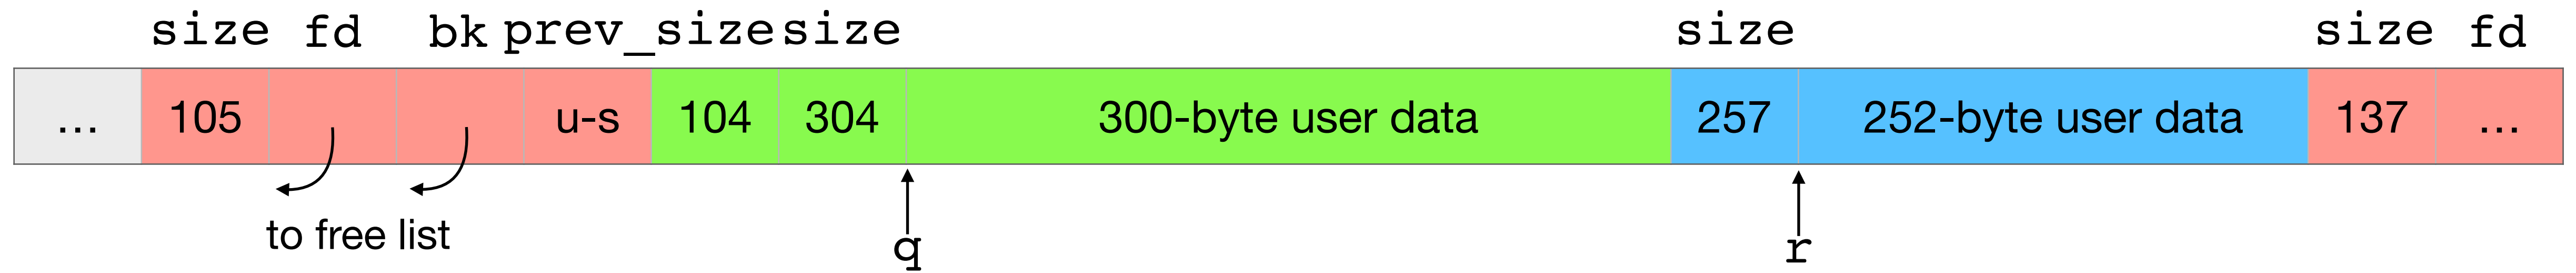 size fd bk prev_size size size size fd
... 105 u-s 104 304 300-byte user data 257 252-byte user data 137 ...
to free list
q r